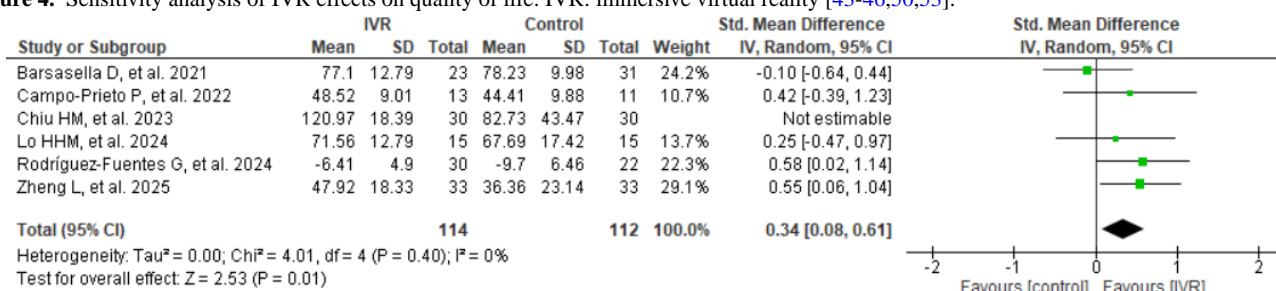 Figure 4. Sensitivity analysis of IVR effects on quality of life. IVR: immersive virtual reality [43-46,50,53].
IVR Control Std. Mean Difference Std. Mean Difference
Study or Subgroup Mean SD Total Mean SD Total Weight IV, Random, 95% CI IV, Random, 95% CI
Barsasella D, et al. 2021 77.1 12.79 23 78.23 9.98 31 24.2% -0.10 [-0.64, 0.44]
Campo-Prieto P, et al. 2022 48.52 9.01 13 44.41 9.88 11 10.7% 0.42 [-0.39, 1.23]
Chiu HM, et al. 2023 120.97 18.39 30 82.73 43.47 30 Not estimable
Lo HHM, et al. 2024 71.56 12.79 15 67.69 17.42 15 13.7% 0.25 [-0.47, 0.97]
Rodríguez-Fuentes G, et al. 2024 -6.41 4.9 30 -9.7 6.46 22 22.3% 0.58 [0.02, 1.14]
Zheng L, et al. 2025 47.92 18.33 33 36.36 23.14 33 29.1% 0.55 [0.06, 1.04]
Total (95% CI) 114 112 100.0% 0.34 [0.08, 0.61]
Heterogeneity: Tau² = 0.00; Chi² = 4.01, df = 4 (P = 0.40); I² = 0%
Test for overall effect: Z = 2.53 (P = 0.01)
-2 -1 0 1 2
Favours [control] Favours [IVR]